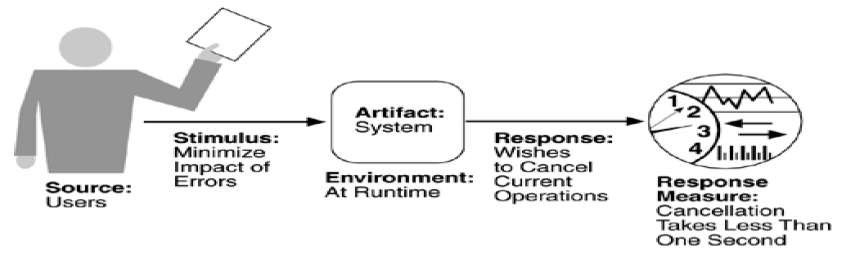 Source:
Users
Stimulus:
Minimize
Impact of
Errors
Artifact:
System
Environment:
At Runtime
Response:
Wishes
to Cancel
Current
Operations
1
2
3
4
Response
Measure:
Cancellation
Takes Less Than
One Second